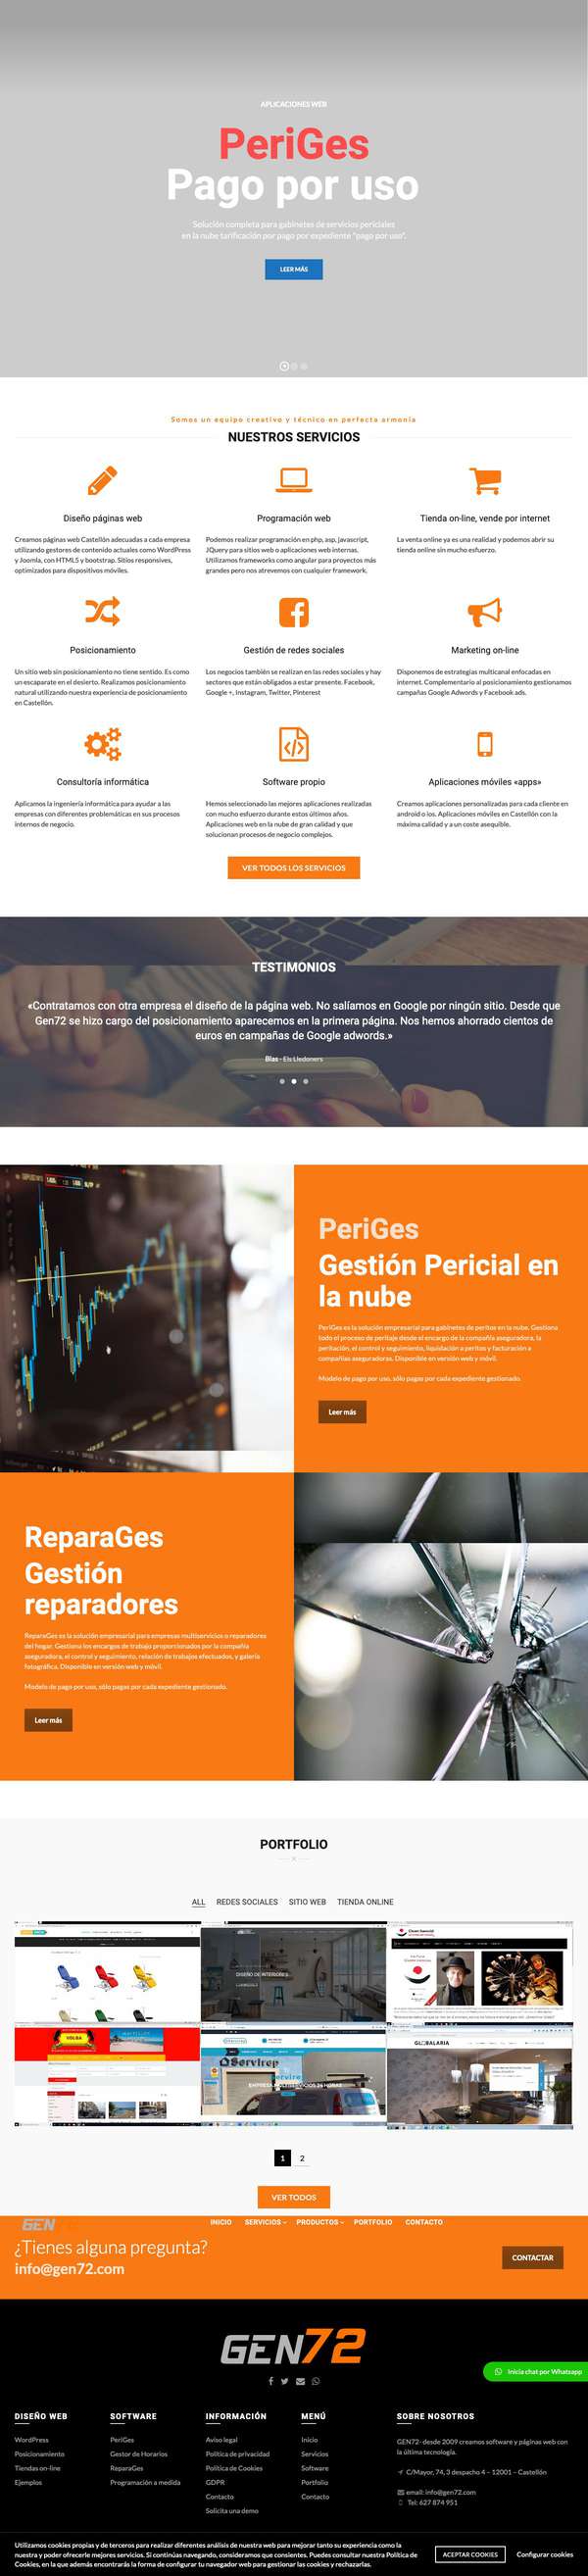 APLICACIONES WEB
PeriGes
Pago por uso
Solución completa para gabinetes de servicios periciales
en la nube tarificación por pago por expediente "pago por uso".
LEER MÁS
Somos un equipo creativo y técnico en perfecta armonía
NUESTROS SERVICIOS
Diseño páginas web
Creamos páginas web Castellón adecuadas a cada empresa
utilizando gestores de contenido actuales como WordPress
y Joomla, con HTML5 y bootstrap. Sitios responsives,
optimizados para dispositivos móviles.
Programación web
Podemos realizar programación en php, asp, javascript,
JQuery para sitios web o aplicaciones web internas.
Utilizamos frameworks como angular para proyectos más
grandes pero nos atrevemos con cualquier framework.
Tienda on-line, vende por internet
La venta online ya es una realidad y podemos abrir su
tienda online sin mucho esfuerzo.
Posicionamiento
Un sitio web sin posicionamiento no tiene sentido. Es como
un escaparate en el desierto. Realizamos posicionamiento
natural utilizando nuestra experiencia de posicionamiento
en Castellón.
Gestión de redes sociales
Los negocios también se realizan en las redes sociales y hay
sectores que están obligados a estar presente. Facebook,
Google +, Instagram, Twitter, Pinterest
Marketing on-line
Disponemos de estrategias multicanal enfocadas en
internet. Complementario al posicionamiento gestionamos
campañas Google Adwords y Facebook ads.
Consultoría informática
Aplicamos la ingeniería informática para ayudar a las
empresas con diferentes problemáticas en sus procesos
internos de negocio.
Software propio
Hemos seleccionado las mejores aplicaciones realizadas
con mucho esfuerzo durante estos últimos años.
Aplicaciones web en la nube de gran calidad y que
solucionan procesos de negocio complejos.
Aplicaciones móviles «apps»
Creamos aplicaciones personalizadas para cada cliente en
android o ios. Aplicaciones móviles en Castellón con la
máxima calidad y a un coste asequible.
VER TODOS LOS SERVICIOS
TESTIMONIOS
«Contratamos con otra empresa el diseño de la página web. No salíamos en Google por ningún sitio. Desde que
Gen72 se hizo cargo del posicionamiento aparecemos en la primera página. Nos hemos ahorrado cientos de
euros en campañas de Google adwords.»
Blas - Els Lledoners
PeriGes
Gestión Pericial en
la nube
PeriGes es la solución empresarial para gabinetes de peritos en la nube. Gestiona
todo el proceso de peritaje desde el encargo de la compañía aseguradora, la
peritación, el control y seguimiento, liquidación a peritos y facturación a
compañías aseguradoras. Disponible en versión web y móvil.
Modelo de pago por uso, sólo pagas por cada expediente gestionado.
Leer más
ReparaGes
Gestión
reparadores
ReparaGes es la solución empresarial para empresas multiservicios o reparadores
del hogar. Gestiona los encargos de trabajo proporcionados por la compañía
aseguradora, el control y seguimiento, relación de trabajos efectuados, y galería
fotográfica. Disponible en versión web y móvil.
Modelo de pago por uso, sólo pagas por cada expediente gestionado.
Leer más
PORTFOLIO
ALL REDES SOCIALES SITIO WEB TIENDA ONLINE
DISEÑO DE INTERIORES
VOLSA
Servirep
GLOBALARIA
1 2
VER TODOS
GEN72
INICIO SERVICIOS PRODUCTOS PORTFOLIO CONTACTO
¿Tienes alguna pregunta?
info@gen72.com
CONTACTAR
GEN72
Inicia chat por Whatsapp
DISEÑO WEB
WordPress
Posicionamiento
Tiendas on-line
Ejemplos
SOFTWARE
PeriGes
Gestor de Horarios
ReparaGes
Programación a medida
INFORMACIÓN
Aviso legal
Política de privacidad
Política de Cookies
GDPR
Contacto
Solicita una demo
MENÚ
Inicio
Servicios
Software
Portfolio
Contacto
SOBRE NOSOTROS
GEN72- desde 2009 creamos software y páginas web con
la última tecnología.
C/Mayor, 74, 3 despacho 4 – 12001 – Castellón
email: info@gen72.com
Tel: 627 874 951
Utilizamos cookies propias y de terceros para realizar diferentes análisis de nuestra web para mejorar tanto su experiencia como la
nuestra y poder ofrecerle mejores servicios. Si continúas navegando, consideramos que consientes. Puedes consultar nuestra Política de
Cookies, en la que además encontrarás la forma de configurar tu navegador web para gestionar las cookies y rechazarlas.
ACEPTAR COOKIES
Configurar cookies